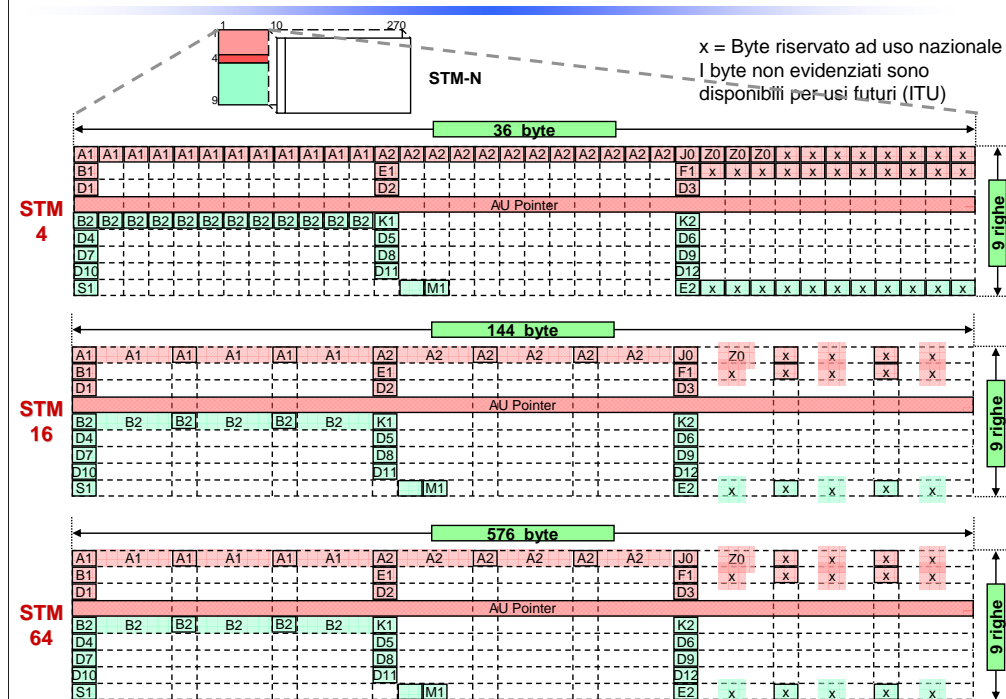 1 10 270
4
9
STM-N
x = Byte riservato ad uso nazionale
I byte non evidenziati sono
disponibili per usi futuri (ITU)
36 byte
A1 A1 A1 A1 A1 A1 A1 A1 A1 A1 A1 A1 A2 A2 A2 A2 A2 A2 A2 A2 A2 A2 A2 A2 J0 Z0 Z0 Z0 x x x x x x x x
B1 E1 F1 x x x x x x x x x x x
D1 D2 D3
AU Pointer
B2 B2 B2 B2 B2 B2 B2 B2 B2 B2 B2 B2 K1 K2
D4 D5 D6
D7 D8 D9
D10 D11 D12
S1 M1 E2 x x x x x x x x x x x
STM
4
9 righe
144 byte
A1 A1 A1 A1 A1 A1 A2 A2 A2 A2 A2 A2 J0 Z0 x x x x
B1 E1 F1 x x x x x
D1 D2 D3
AU Pointer
B2 B2 B2 B2 B2 B2 K1 K2
D4 D5 D6
D7 D8 D9
D10 D11 D12
S1 M1 E2 x x x x x
STM
16
9 righe
576 byte
A1 A1 A1 A1 A1 A1 A2 A2 A2 A2 A2 A2 J0 Z0 x x x x
B1 E1 F1 x x x x x
D1 D2 D3
AU Pointer
B2 B2 B2 B2 B2 B2 K1 K2
D4 D5 D6
D7 D8 D9
D10 D11 D12
S1 M1 E2 x x x x x
STM
64
9 righe